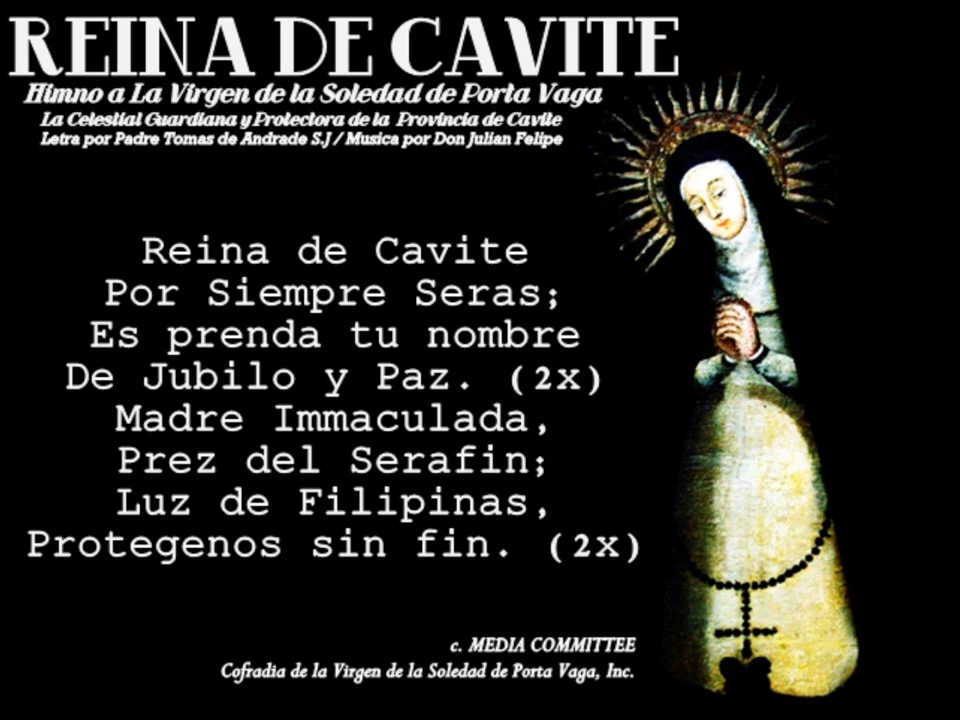 REINA DE CAVITE
Himno a La Virgen de la Soledad de Porta Vaga
La Celestial Guardiana y Protectora de la Provincia de Cavite
Letra por Padre Tomas de Andrade S.J / Musica por Don Julian Felipe
Reina de Cavite
Por Siempre Seras;
Es prenda tu nombre
De Jubilo y Paz. (2x)
Madre Immaculada,
Prez del Serafin;
Luz de Filipinas,
Protegenos sin fin. (2x)
c. MEDIA COMMITTEE
Cofradia de la Virgen de la Soledad de Porta Vaga, Inc.